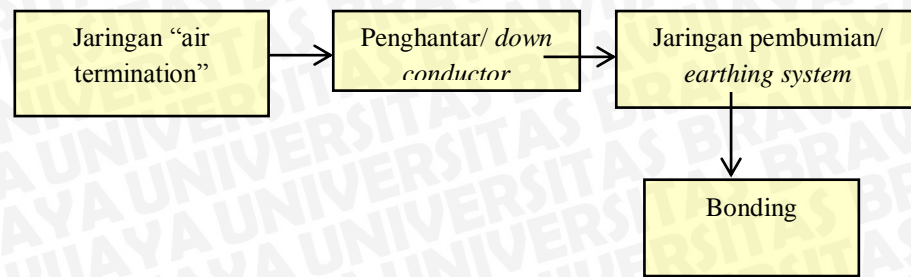 Jaringan “air
termination”
Penghantar/ down
conductor
Jaringan pembumian/
earthing system
Bonding